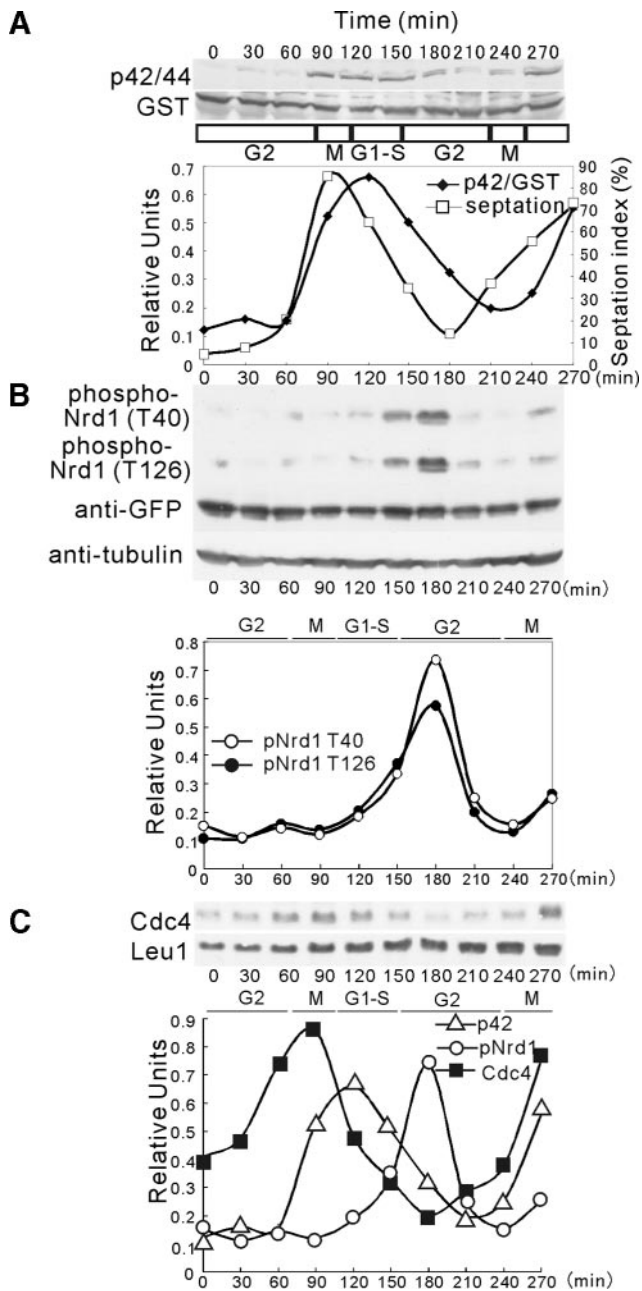 A
Time (min)
0 30 60 90 120 150 180 210 240 270
p42/44
GST
G2 M G1-S G2 M
0.7 0.6 0.5 0.4 0.3 0.2 0.1 0
Relative Units
p42/GST
septation
90 80 70 60 50 40 30 20 10 0
Septation index (%)
0 30 60 90 120 150 180 210 240 270 (min)
B
phospho-
Nrd1 (T40)
phospho-
Nrd1 (T126)
anti-GFP
anti-tubulin
0 30 60 90 120 150 180 210 240 270 (min)
G2 M G1-S G2 M
0.8 0.7 0.6 0.5 0.4 0.3 0.2 0.1 0
Relative Units
pNrd1 T40
pNrd1 T126
0 30 60 90 120 150 180 210 240 270 (min)
C
Cdc4
Leu1
0 30 60 90 120 150 180 210 240 270 (min)
G2 M G1-S G2 M
0.9 0.8 0.7 0.6 0.5 0.4 0.3 0.2 0.1 0
Relative Units
p42
pNrd1
Cdc4
0 30 60 90 120 150 180 210 240 270 (min)